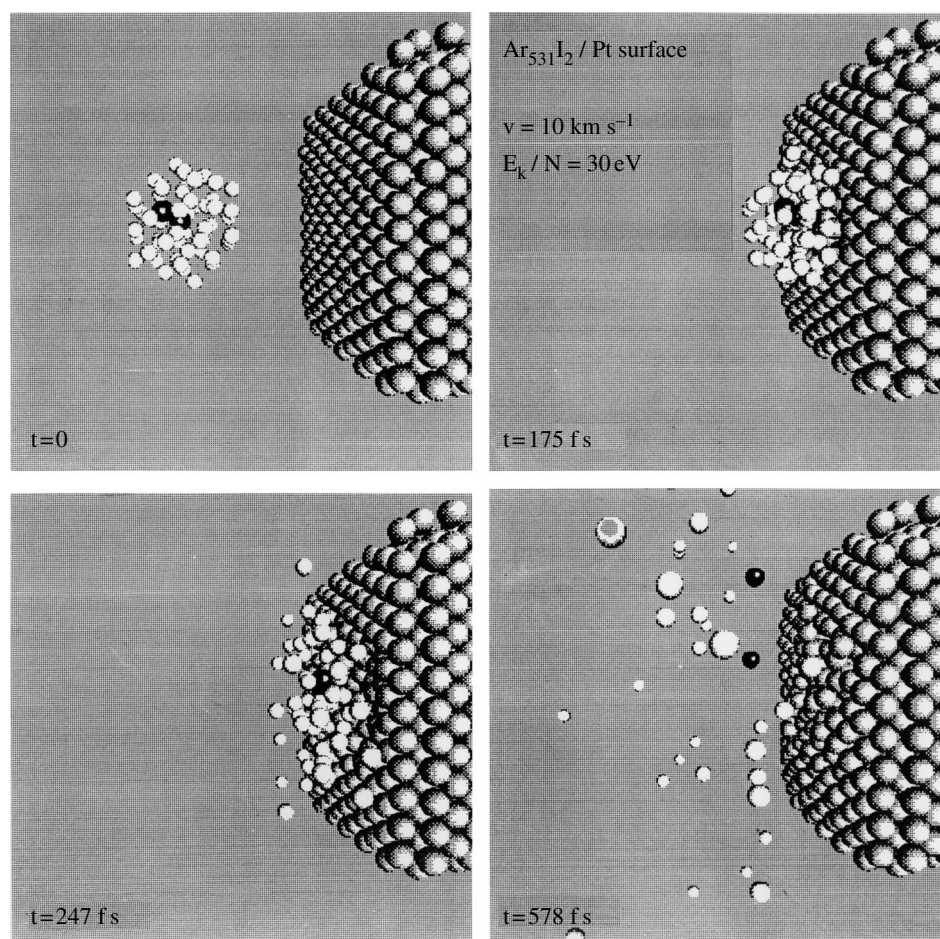 Ar₅₃₁I₂ / Pt surface
v = 10 km s⁻¹
Eₖ / N = 30 eV
t=0
t=175 f s
t=247 f s
t=578 f s